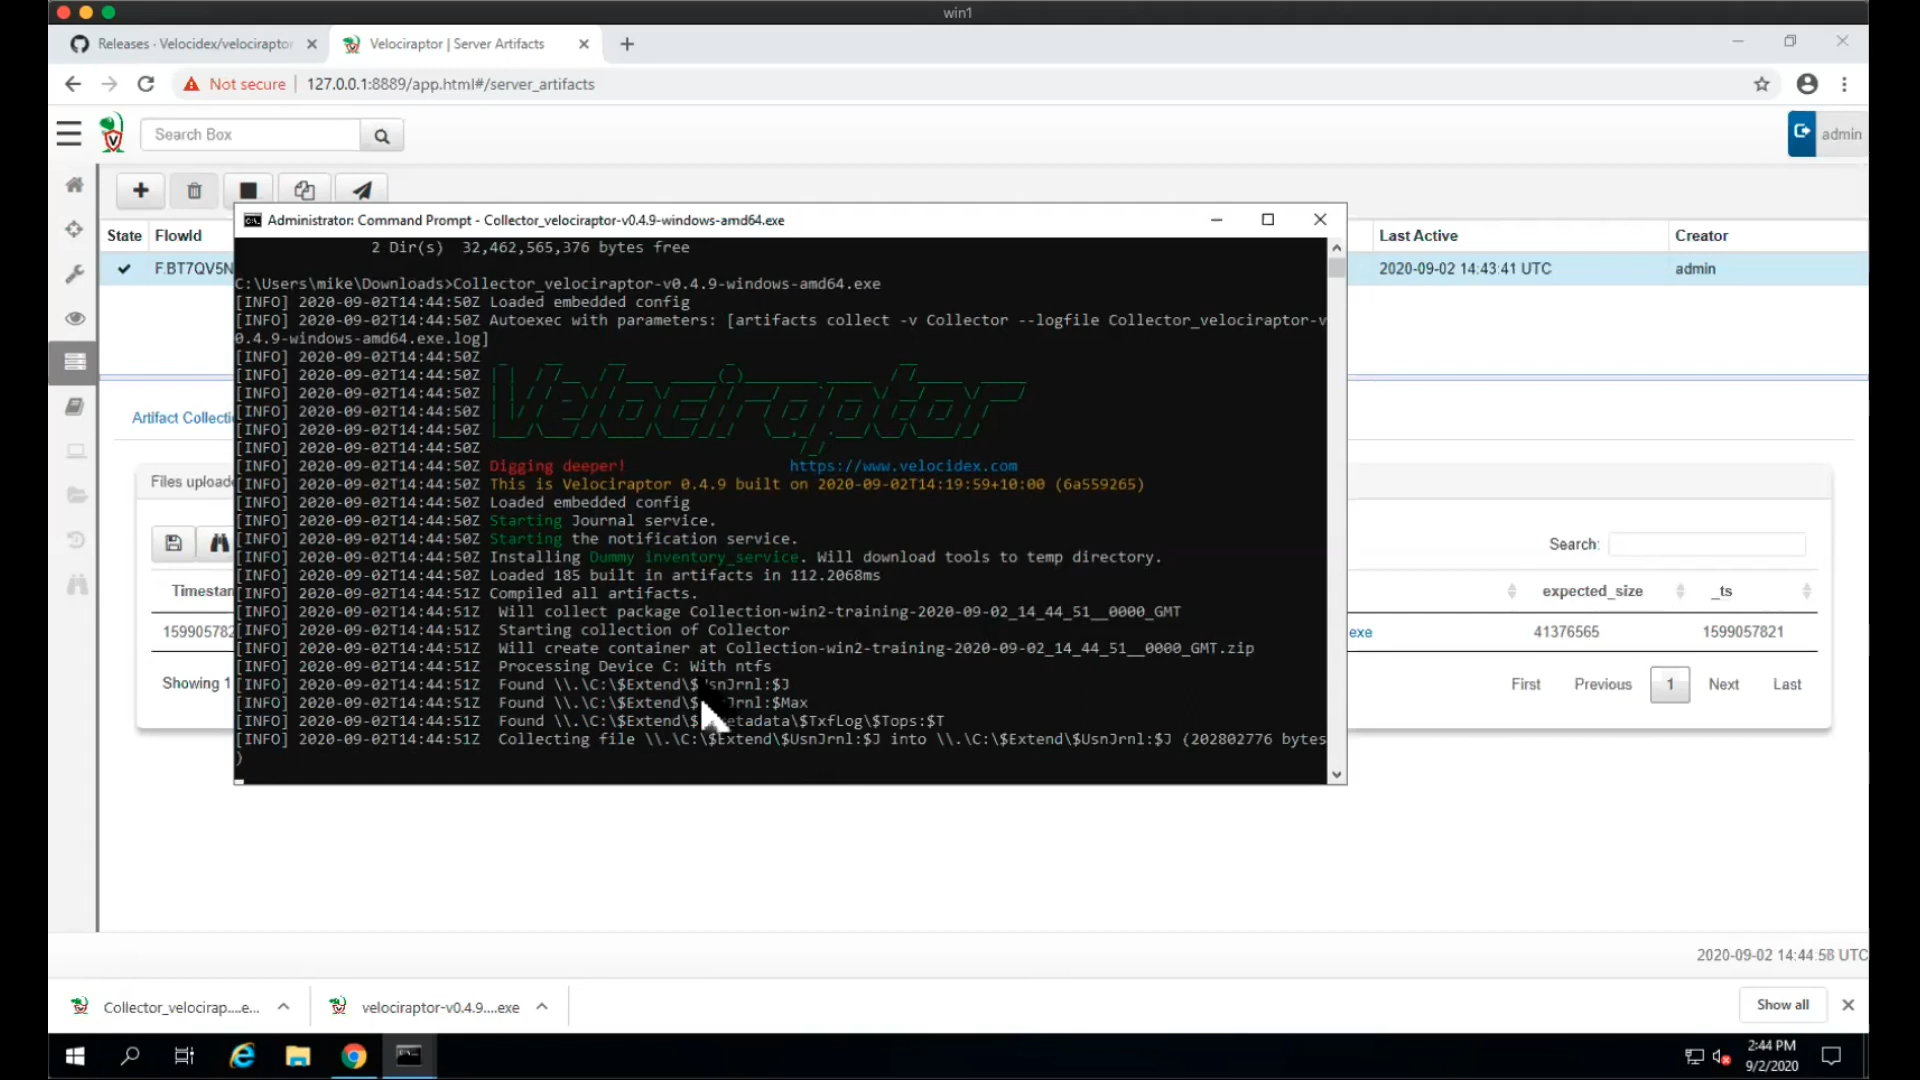 win1
Releases · Velocidex/velociraptor
Velociraptor | Server Artifacts
Not secure
127.0.0.1:8889/app.html#/server_artifacts
Search Box
admin
State
FlowId
Last Active
Creator
F.BT7QV5N
2020-09-02 14:43:41 UTC
admin
Administrator: Command Prompt - Collector_velociraptor-v0.4.9-windows-amd64.exe
2 Dir(s)  32,462,565,376 bytes free
C:\Users\mike\Downloads>Collector_velociraptor-v0.4.9-windows-amd64.exe
[INFO] 2020-09-02T14:44:50Z Loaded embedded config
[INFO] 2020-09-02T14:44:50Z Autoexec with parameters: [artifacts collect -v Collector --logfile Collector_velociraptor-v
0.4.9-windows-amd64.exe.log]
[INFO] 2020-09-02T14:44:50Z
[INFO] 2020-09-02T14:44:50Z
[INFO] 2020-09-02T14:44:50Z Velociraptor
[INFO] 2020-09-02T14:44:50Z
[INFO] 2020-09-02T14:44:50Z
[INFO] 2020-09-02T14:44:50Z
[INFO] 2020-09-02T14:44:50Z Digging deeper! https://www.velocidex.com
[INFO] 2020-09-02T14:44:50Z This is Velociraptor 0.4.9 built on 2020-09-02T14:19:59+10:00 (6a559265)
[INFO] 2020-09-02T14:44:50Z Loaded embedded config
[INFO] 2020-09-02T14:44:50Z Starting Journal service.
[INFO] 2020-09-02T14:44:50Z Starting the notification service.
[INFO] 2020-09-02T14:44:50Z Installing Dummy inventory_service. Will download tools to temp directory.
[INFO] 2020-09-02T14:44:50Z Loaded 185 built in artifacts in 112.2068ms
[INFO] 2020-09-02T14:44:51Z Compiled all artifacts.
[INFO] 2020-09-02T14:44:51Z  Will collect package Collection-win2-training-2020-09-02_14_44_51__0000_GMT
[INFO] 2020-09-02T14:44:51Z  Starting collection of Collector
[INFO] 2020-09-02T14:44:51Z  Will create container at Collection-win2-training-2020-09-02_14_44_51__0000_GMT.zip
[INFO] 2020-09-02T14:44:51Z  Processing Device C: With ntfs
[INFO] 2020-09-02T14:44:51Z  Found \\.\C:\$Extend\$UsnJrnl:$J
[INFO] 2020-09-02T14:44:51Z  Found \\.\C:\$Extend\$ Jrnl:$Max
[INFO] 2020-09-02T14:44:51Z  Found \\.\C:\$Extend\$ etadata\$TxfLog\$Tops:$T
[INFO] 2020-09-02T14:44:51Z  Collecting file \\.\C:\$Extend\$UsnJrnl:$J into \\.\C:\$Extend\$UsnJrnl:$J (202802776 bytes
)
Artifact Collecti
Files uploade
Search:
Timestam
expected_size
_ts
159905782
exe
41376565
1599057821
Showing 1
First
Previous
1
Next
Last
2020-09-02 14:44:58 UTC
Collector_velocirap....e...
velociraptor-v0.4.9....exe
Show all
2:44 PM
9/2/2020